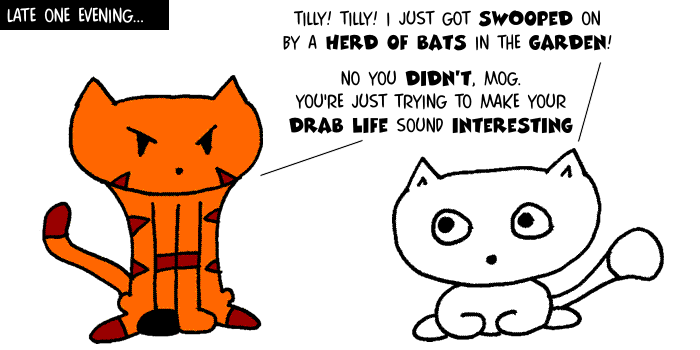 LATE ONE EVENING...
TILLY! TILLY! I JUST GOT SWOOPED ON
BY A HERD OF BATS IN THE GARDEN!
NO YOU DIDN'T, MOG.
YOU'RE JUST TRYING TO MAKE YOUR
DRAB LIFE SOUND INTERESTING